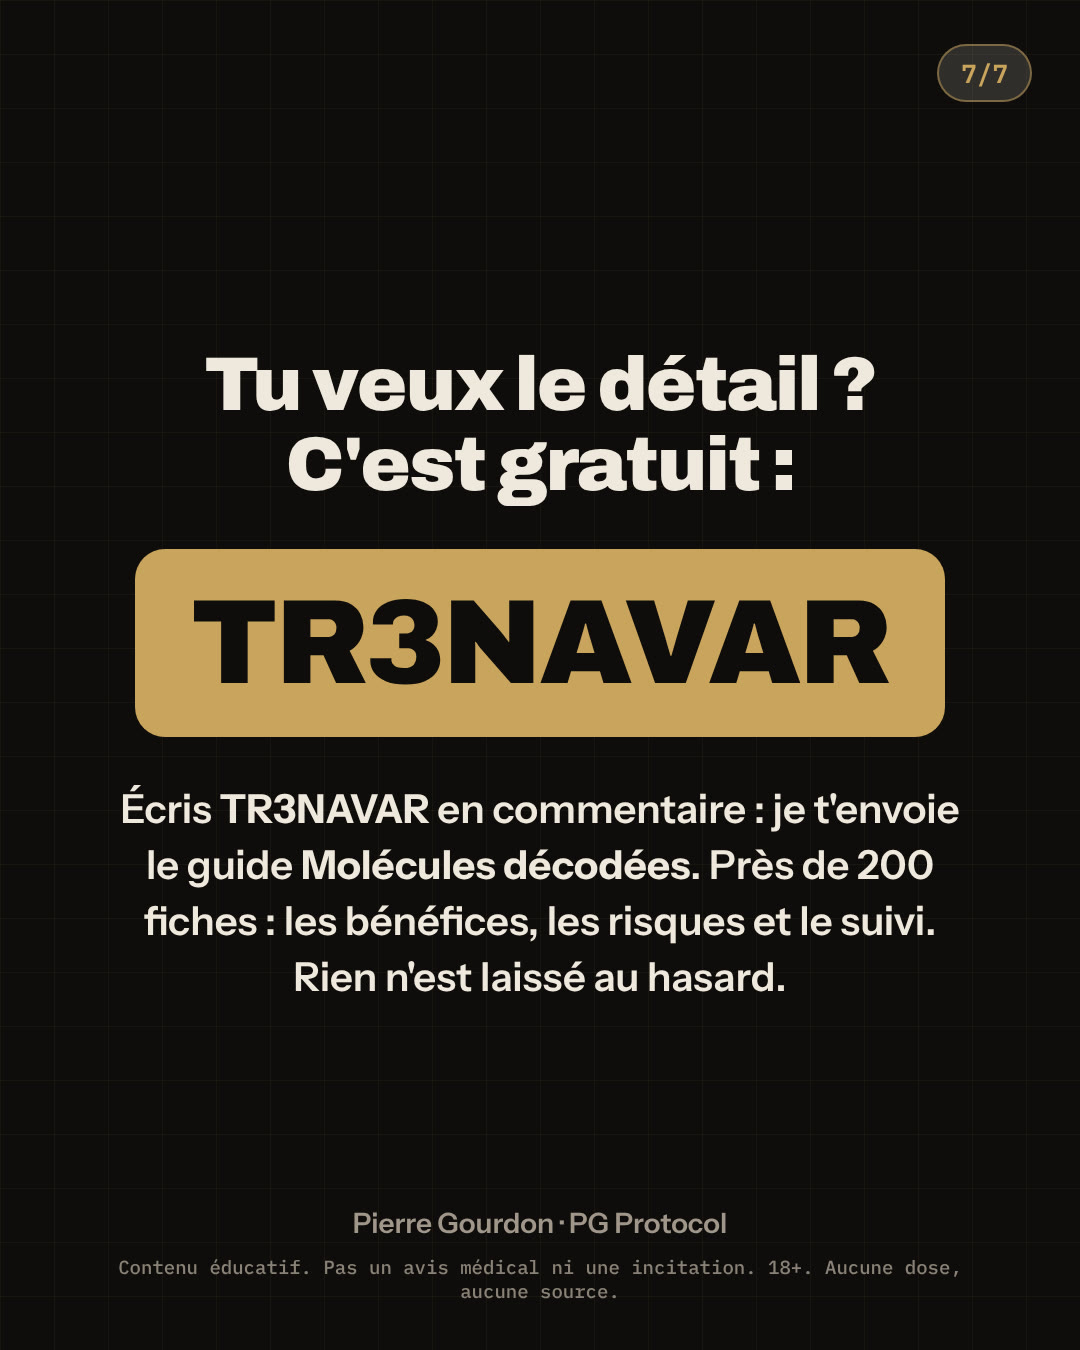 7/7
Tu veux le détail ?
C'est gratuit :
TR3NAVAR
Écris TR3NAVAR en commentaire : je t'envoie
le guide Molécules décodées. Près de 200
fiches : les bénéfices, les risques et le suivi.
Rien n'est laissé au hasard.
Pierre Gourdon · PG Protocol
Contenu éducatif. Pas un avis médical ni une incitation. 18+. Aucune dose,
aucune source.